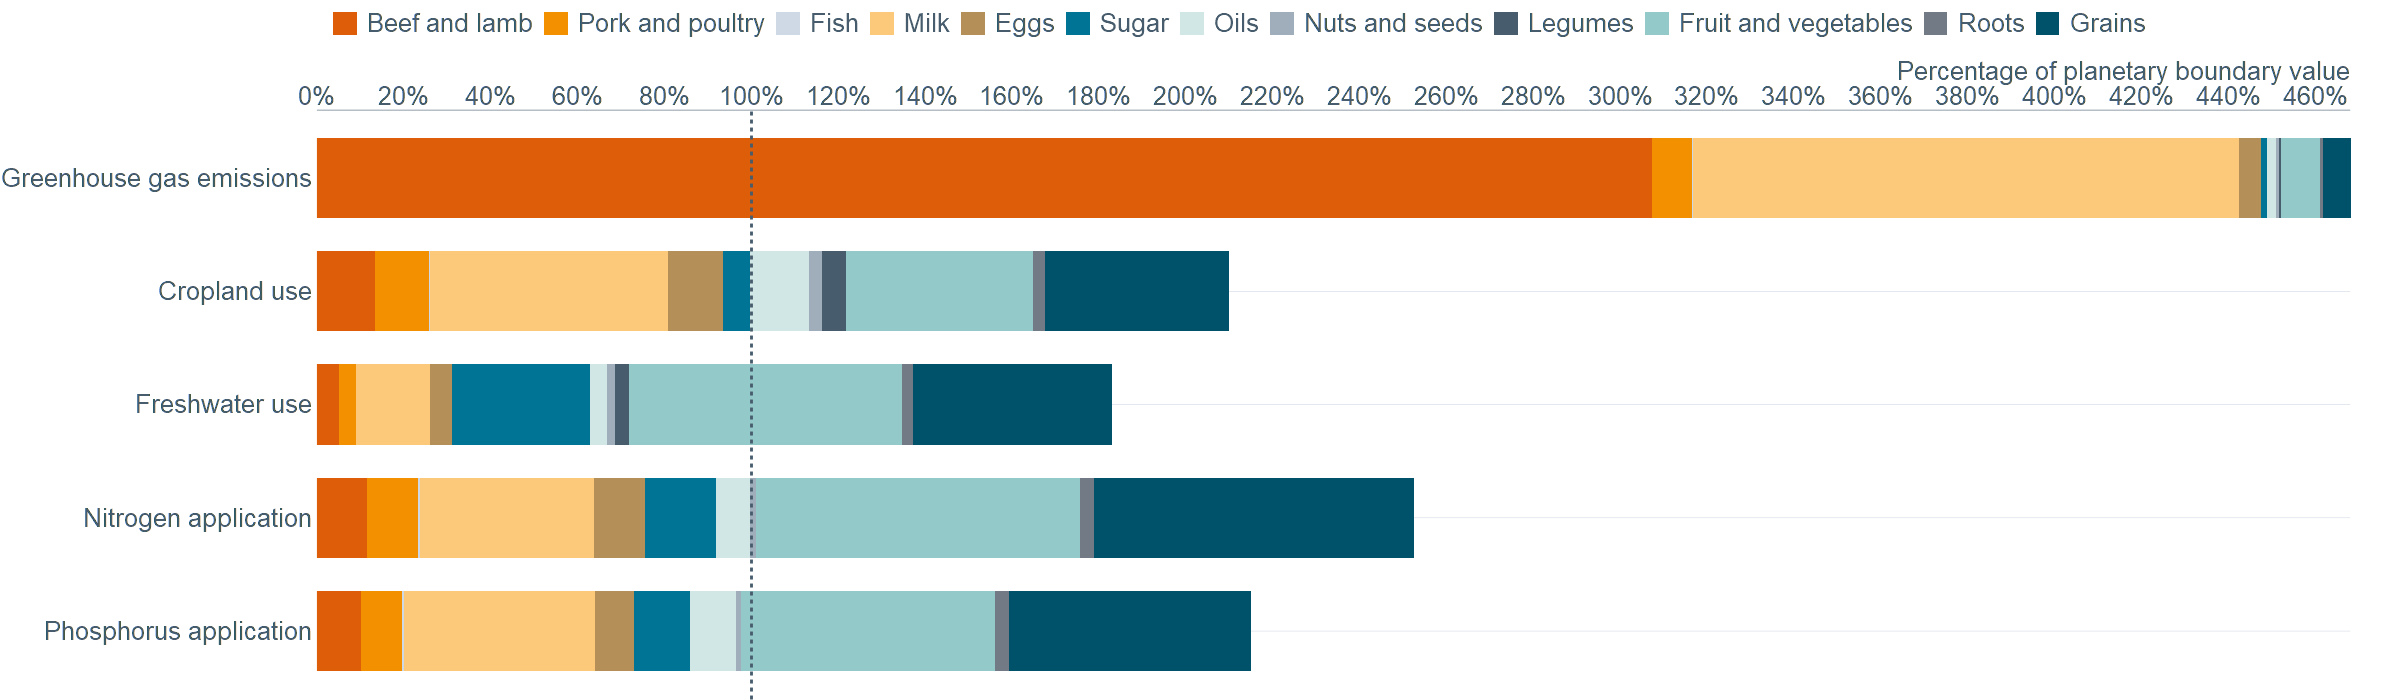 Beef and lamb Pork and poultry Fish Milk Eggs Sugar Oils Nuts and seeds Legumes Fruit and vegetables Roots Grains
Percentage of planetary boundary value
0% 20% 40% 60% 80% 100% 120% 140% 160% 180% 200% 220% 240% 260% 280% 300% 320% 340% 360% 380% 400% 420% 440% 460%
Greenhouse gas emissions
Cropland use
Freshwater use
Nitrogen application
Phosphorus application